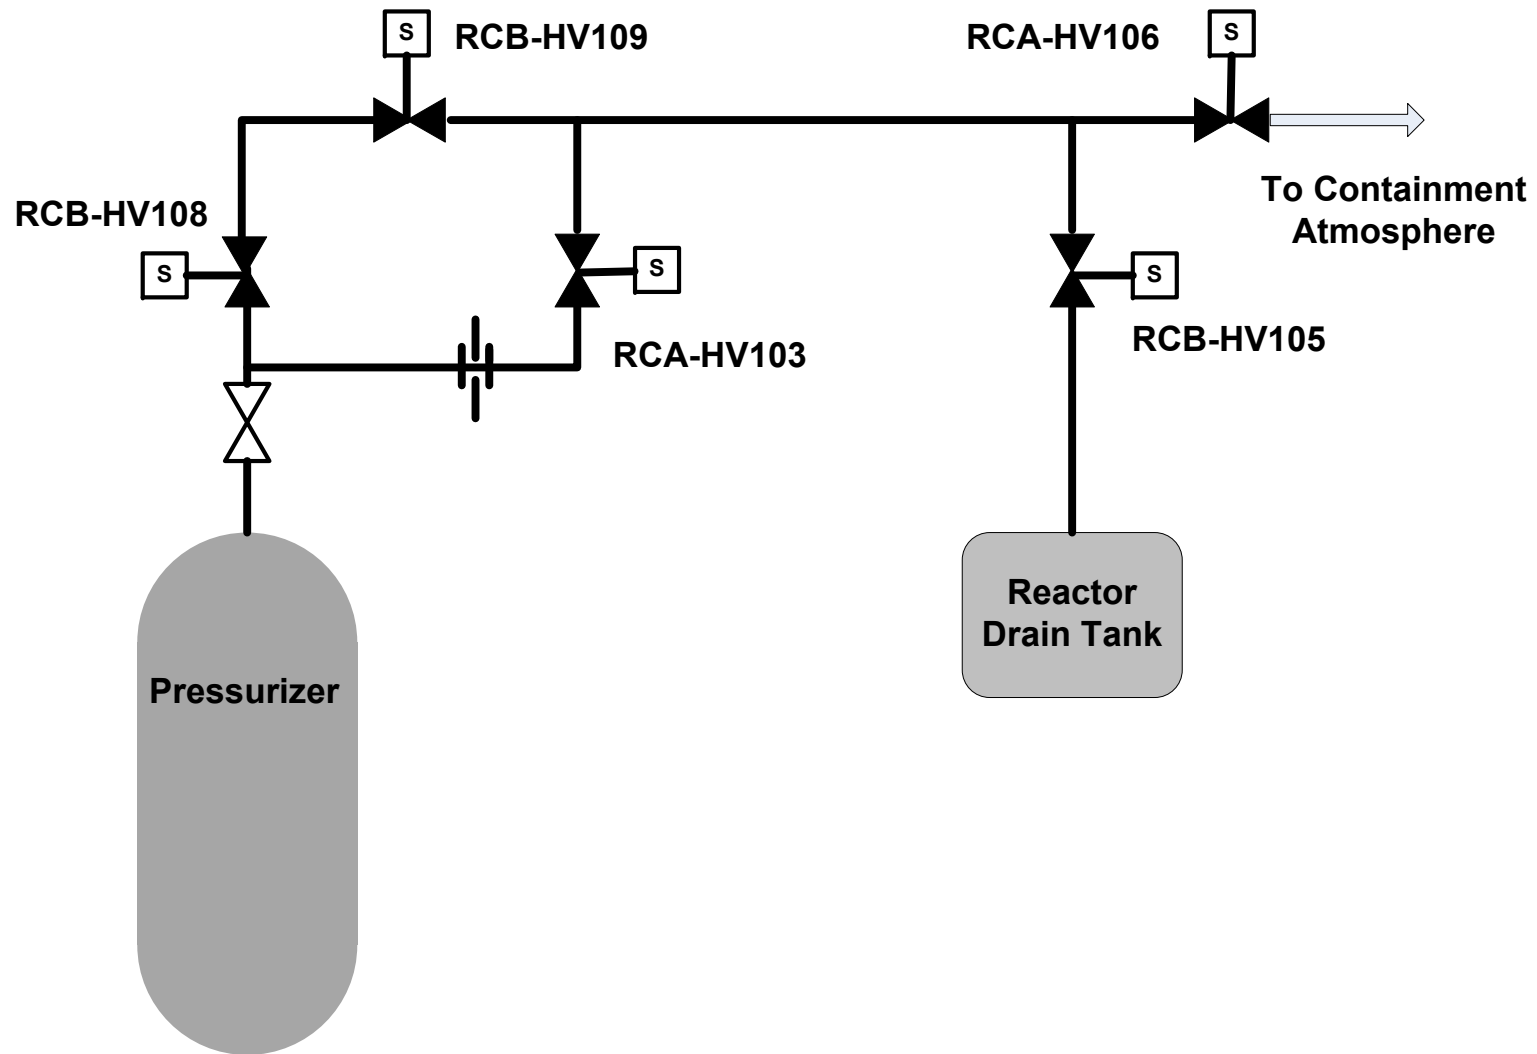 S
RCB-HV109
RCA-HV106
S
To Containment
Atmosphere
RCB-HV108
S
S
S
RCA-HV103
RCB-HV105
Reactor
Drain Tank
Pressurizer